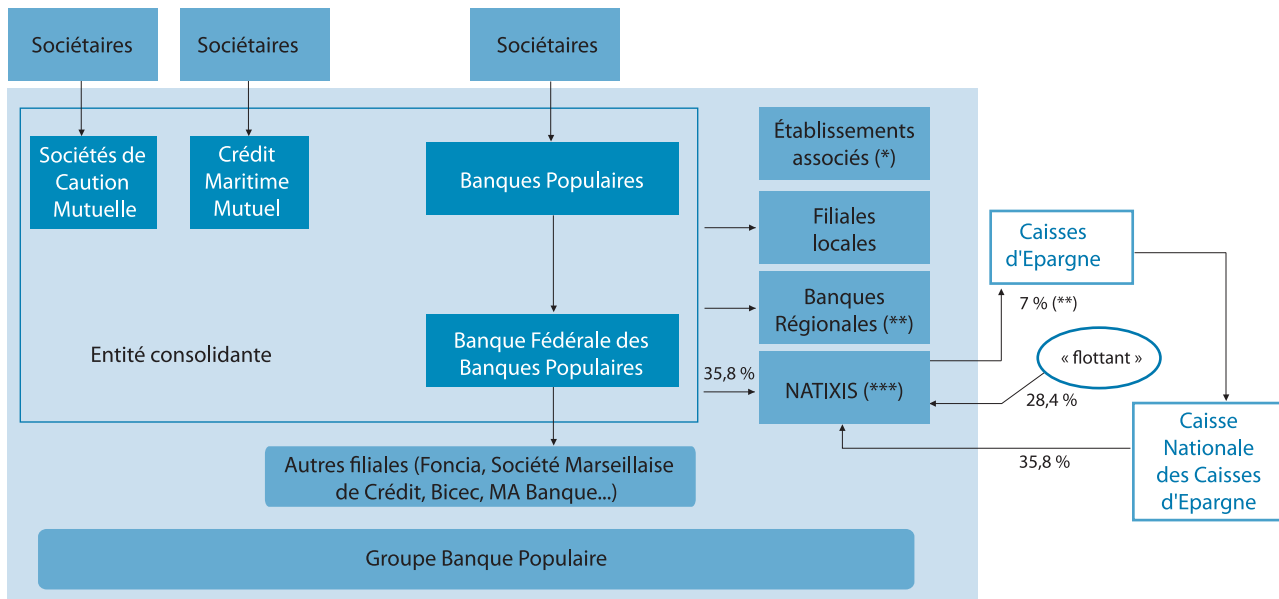 Sociétaires
Sociétaires
Sociétaires
Sociétés de
Caution
Mutuelle
Crédit
Maritime
Mutuel
Banques Populaires
Établissements
associés (*)
Filiales
locales
Caisses
d'Epargne
Banques
Régionales (**)
7 % (**)
Entité consolidante
Banque Fédérale des
Banques Populaires
35,8 %
NATIXIS (***)
« flottant »
28,4 %
Caisse
Nationale
des Caisses
d'Epargne
35,8 %
Autres filiales (Foncia, Société Marseillaise
de Crédit, Bicec, MA Banque...)
Groupe Banque Populaire